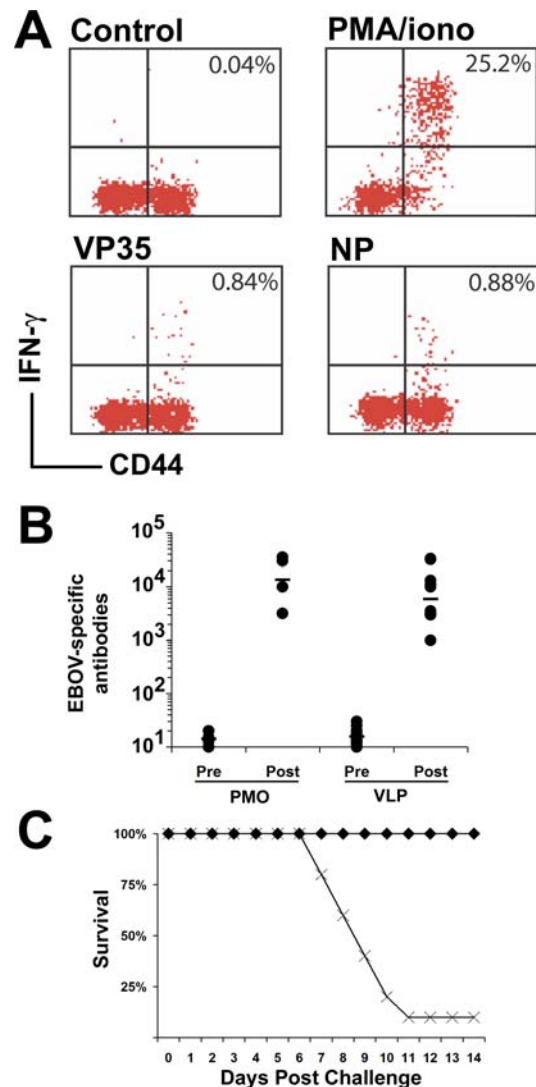 A
Control
PMA/iono
0.04%
25.2%
VP35
NP
0.84%
0.88%
IFN-γ
CD44
B
EBOV-specific
antibodies
10⁵
10⁴
10³
10²
10¹
Pre Post Pre Post
PMO VLP
C
Survival
100%
75%
50%
25%
0 1 2 3 4 5 6 7 8 9 10 11 12 13 14
Days Post Challenge